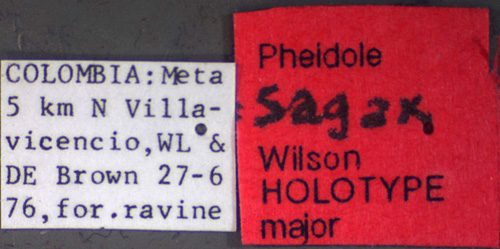 COLOMBIA:Meta
5 km N Villa-
vicencio,WL &
DE Brown 27-6
76,for.ravine
Pheidole
sagax
Wilson
HOLOTYPE
major